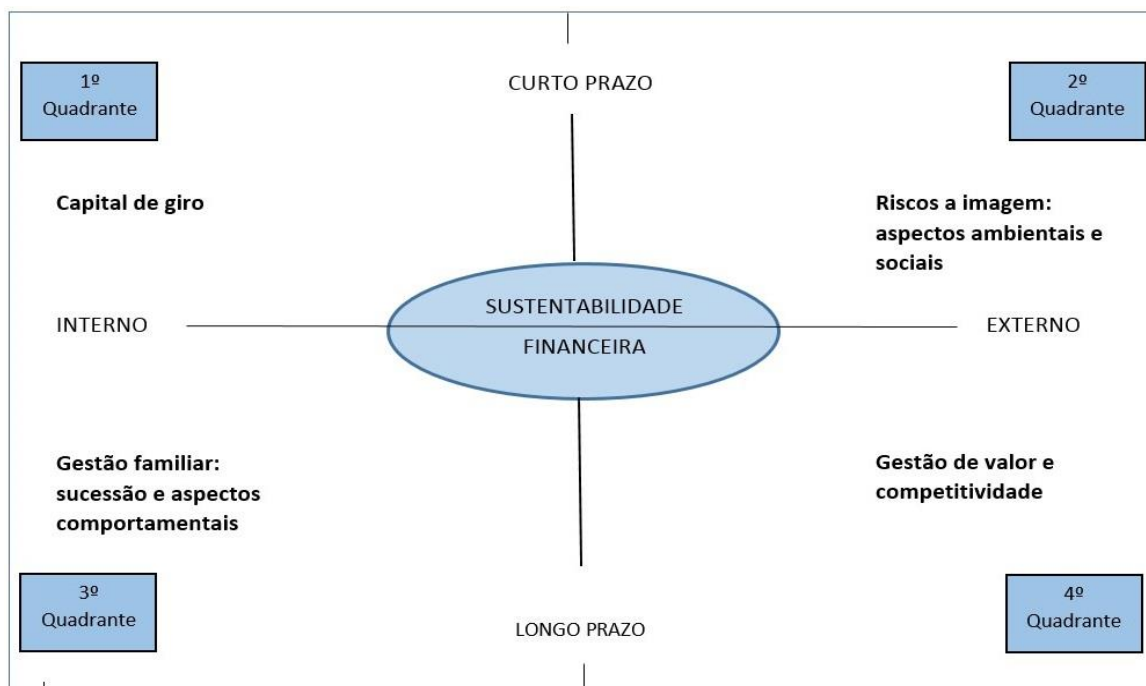 1º
Quadrante
CURTO PRAZO
2º
Quadrante
Capital de giro
Riscos a imagem:
aspectos ambientais e
sociais
INTERNO
SUSTENTABILIDADE
FINANCEIRA
EXTERNO
Gestão familiar:
sucessão e aspectos
comportamentais
Gestão de valor e
competitividade
3º
Quadrante
LONGO PRAZO
4º
Quadrante